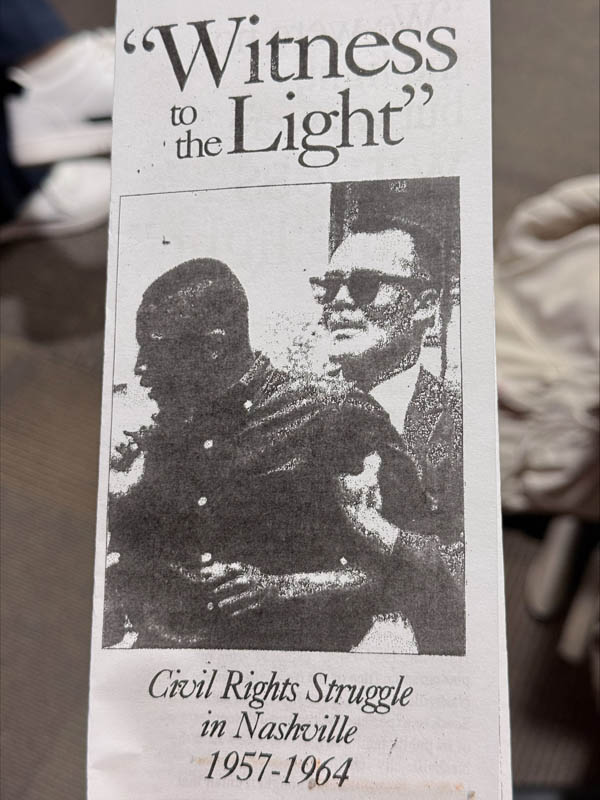 “Witness
to
the Light”
Civil Rights Struggle
in Nashville
1957-1964